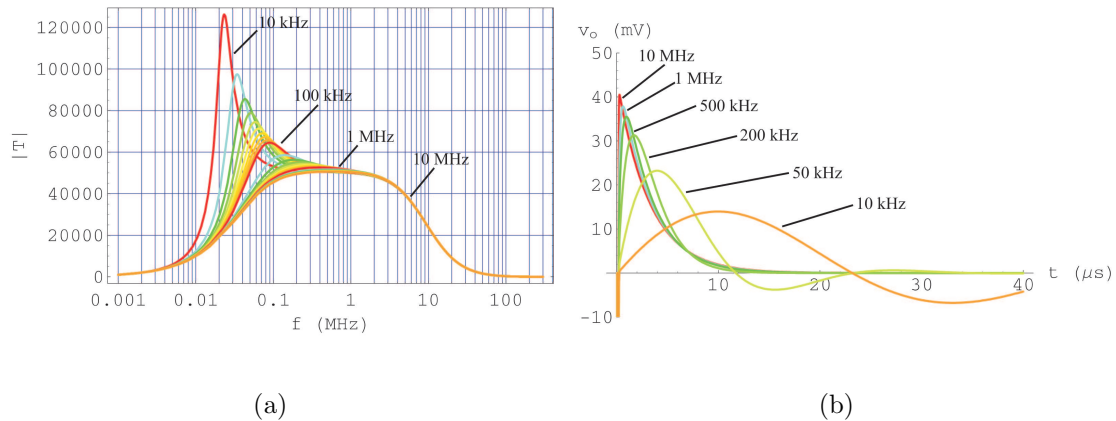 120000
100000
80000
60000
40000
20000
0
|T|
0.001
0.01
0.1
1
10
100
f (MHz)
10 kHz
100 kHz
1 MHz
10 MHz
(a)
vₒ (mV)
50
40
30
20
10
-10
10
20
30
40
t (μs)
10 MHz
1 MHz
500 kHz
200 kHz
50 kHz
10 kHz
(b)